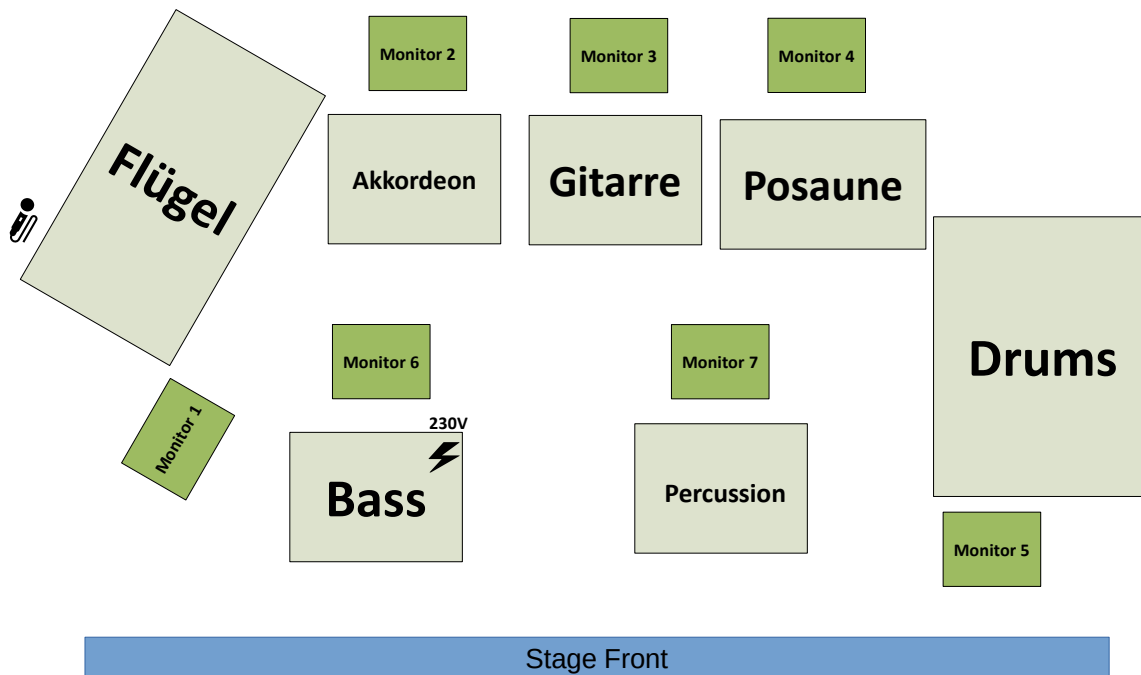 Monitor 2
Monitor 3
Monitor 4
Flügel
Akkordeon
Gitarre
Posaune
Drums
Monitor 6
Monitor 7
Monitor 1
230V
Bass
Percussion
Monitor 5
Stage Front